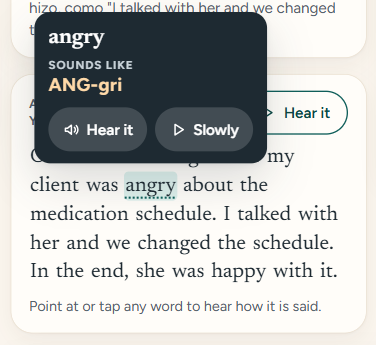 hizo, como "I talked with her and we changed
t
angry
SOUNDS LIKE
ANG-gri
Hear it
Slowly
Hear it
my
client was angry about the
medication schedule. I talked with
her and we changed the schedule.
In the end, she was happy with it.
Point at or tap any word to hear how it is said.